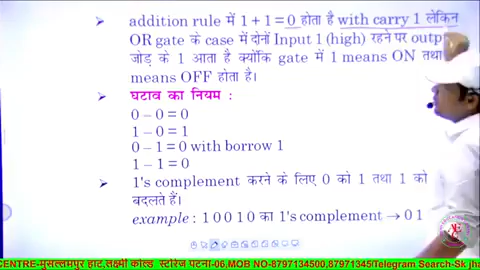 addition rule में 1 + 1 = 0 होता है with carry 1 लेकिन
OR gate के case में दोनों Input 1 (high) रहने पर outp
जोड़ के 1 आता है क्योंकि gate में 1 means ON तथा
means OFF होता है।
घटाव का नियम :
0 – 0 = 0
1 – 0 = 1
0 – 1 = 0 with borrow 1
1 – 1 = 0
1's complement करने के लिए 0 को 1 तथा 1 को
बदलते हैं।
example : 1 0 0 1 0 का 1's complement → 0 1
CENTRE-मुसल्लमपुर हाट,लक्ष्मी कोल्ड स्टोरेज पटना-06,MOB NO-8797134500,87971345/Telegram Search-Sk jha